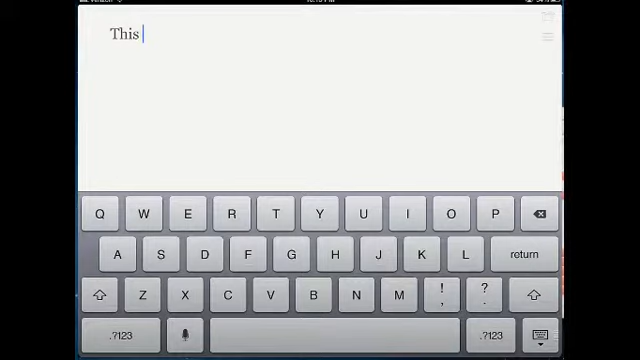 This
Q W E R T Y U I O P
A S D F G H J K L return
Z X C V B N M ! , ? .
.?123 .?123